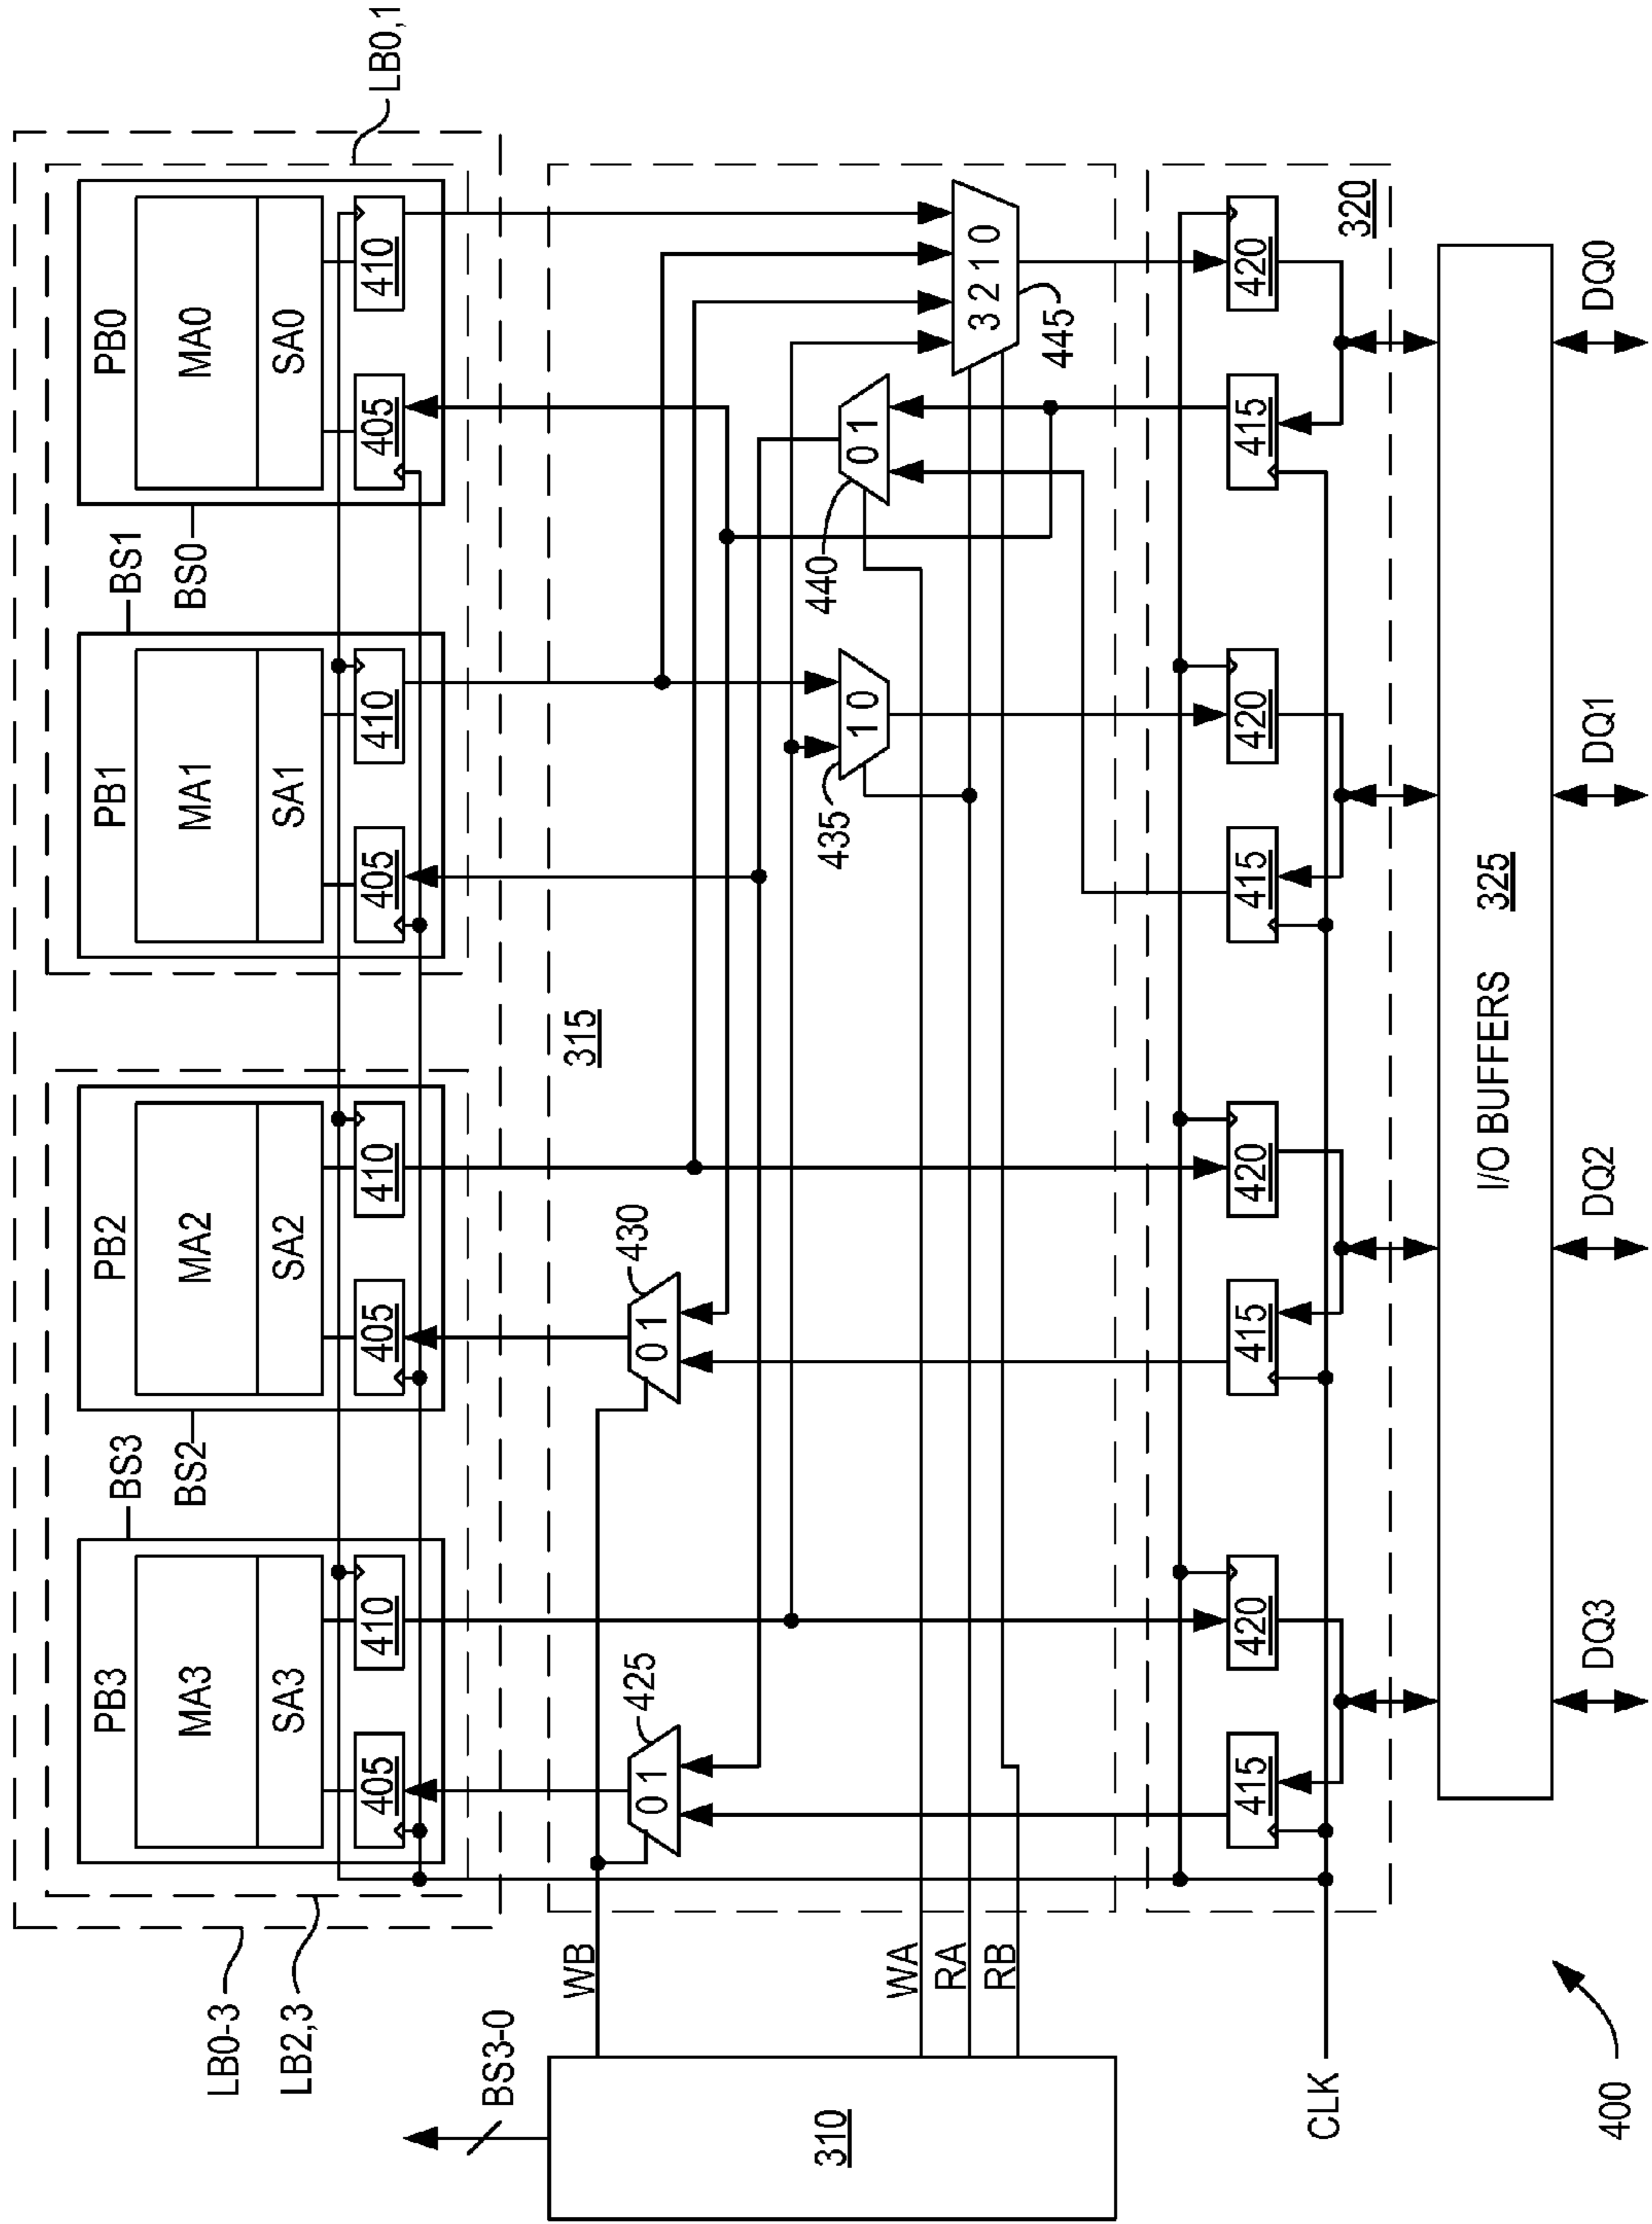 PB3
BS3
PB2
PB1
BS1
PB0
MA3
BS2
MA2
MA1
BS0
MA0
LB0-3
LB2,3
SA3
SA2
SA1
SA0
LB0,1
405
410
405
410
405
410
405
410
BS3-0
WB
315
425
0 1
430
0 1
310
435
1 0
440
0 1
WA
RA
RB
3 2 1 0
445
415
420
415
420
415
420
415
420
320
CLK
I/O BUFFERS 325
400
DQ3
DQ2
DQ1
DQ0